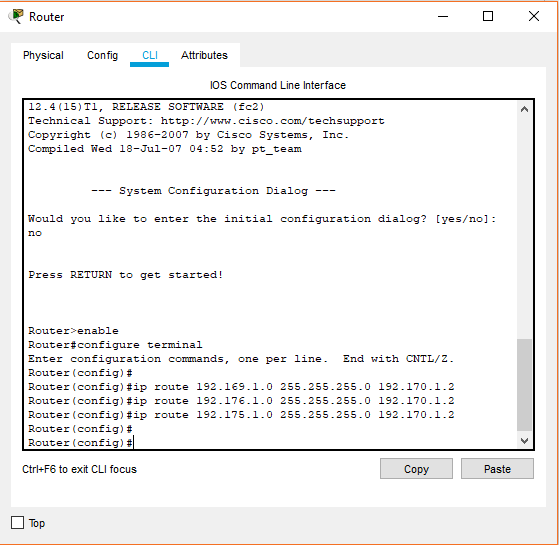 Router
Physical Config CLI Attributes
IOS Command Line Interface
12.4(15)T1, RELEASE SOFTWARE (fc2)
Technical Support: http://www.cisco.com/techsupport
Copyright (c) 1986-2007 by Cisco Systems, Inc.
Compiled Wed 18-Jul-07 04:52 by pt_team
--- System Configuration Dialog ---
Would you like to enter the initial configuration dialog? [yes/no]:
no
Press RETURN to get started!
Router>enable
Router#configure terminal
Enter configuration commands, one per line.  End with CNTL/Z.
Router(config)#
Router(config)#ip route 192.169.1.0 255.255.255.0 192.170.1.2
Router(config)#ip route 192.176.1.0 255.255.255.0 192.170.1.2
Router(config)#ip route 192.175.1.0 255.255.255.0 192.170.1.2
Router(config)#
Router(config)#
Ctrl+F6 to exit CLI focus
Copy Paste
Top